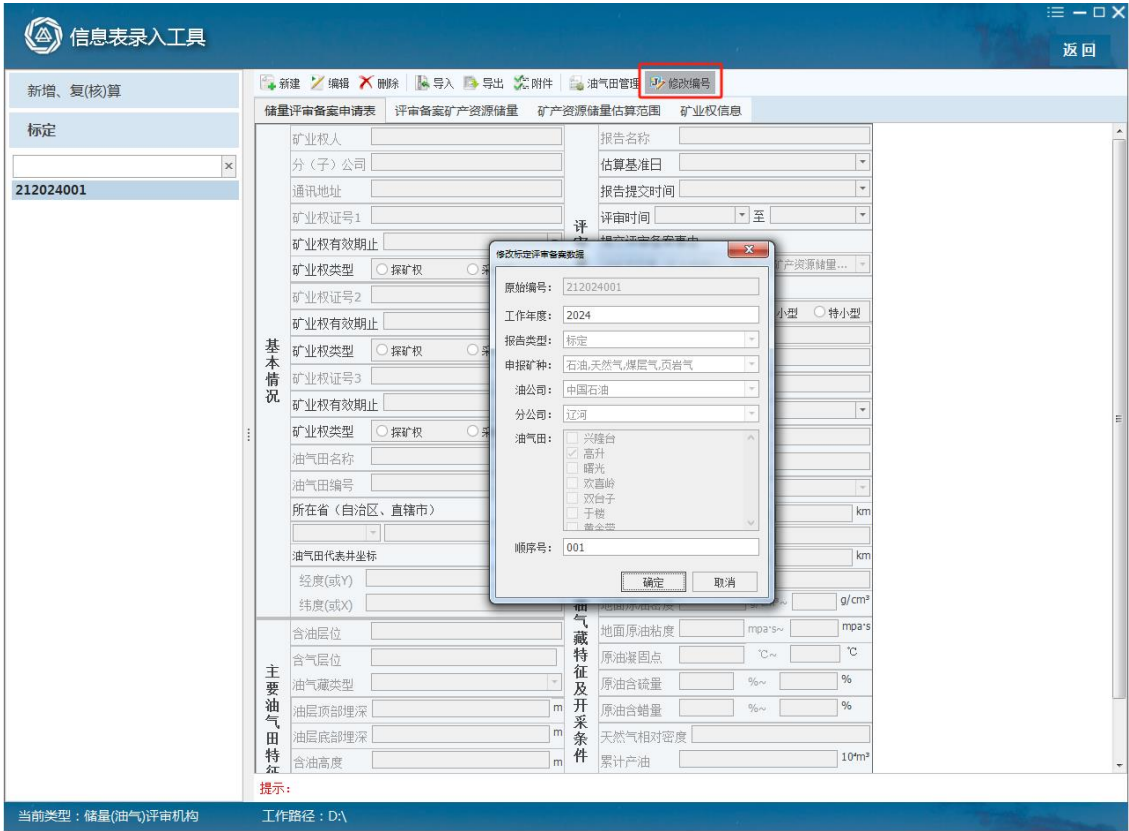 信息表录入工具
返回
新增、复(核)算
标定
212024001
新建 编辑 删除 导入 导出 附件 油气田管理 修改编号
储量评审备案申请表 评审备案矿产资源储量 矿产资源储量估算范围 矿业权信息
基本情况
矿业权人
分（子）公司
通讯地址
矿业权证号1
矿业权有效期止
矿业权类型 探矿权
矿业权证号2
矿业权有效期止
矿业权类型 探矿权
矿业权证号3
矿业权有效期止
矿业权类型 探矿权
油气田名称
油气田编号
所在省（自治区、直辖市）
油气田代表井坐标
经度(或Y)
纬度(或X)
主要油气田特征
含油层位
含气层位
油气藏类型
油层顶部埋深 m
油层底部埋深 m
含油高度 m
报告名称
估算基准日
报告提交时间
评审时间 至
矿产资源储量...
小型 特小型
km
km
g/cm³
油气藏特征及开采条件
地面原油粘度 mpa·s~ mpa·s
原油凝固点 ℃~ ℃
原油含硫量 %~ %
原油含蜡量 %~ %
天然气相对密度
累计产油 10⁴m³
修改标定评审备案数据
原始编号： 212024001
工作年度： 2024
报告类型： 标定
申报矿种： 石油,天然气,煤层气,页岩气
油公司： 中国石油
分公司： 辽河
油气田： 兴隆台
高升
曙光
欢喜岭
双台子
于楼
黄金带
顺序号： 001
确定 取消
提示：
当前类型：储量(油气)评审机构 工作路径：D:\